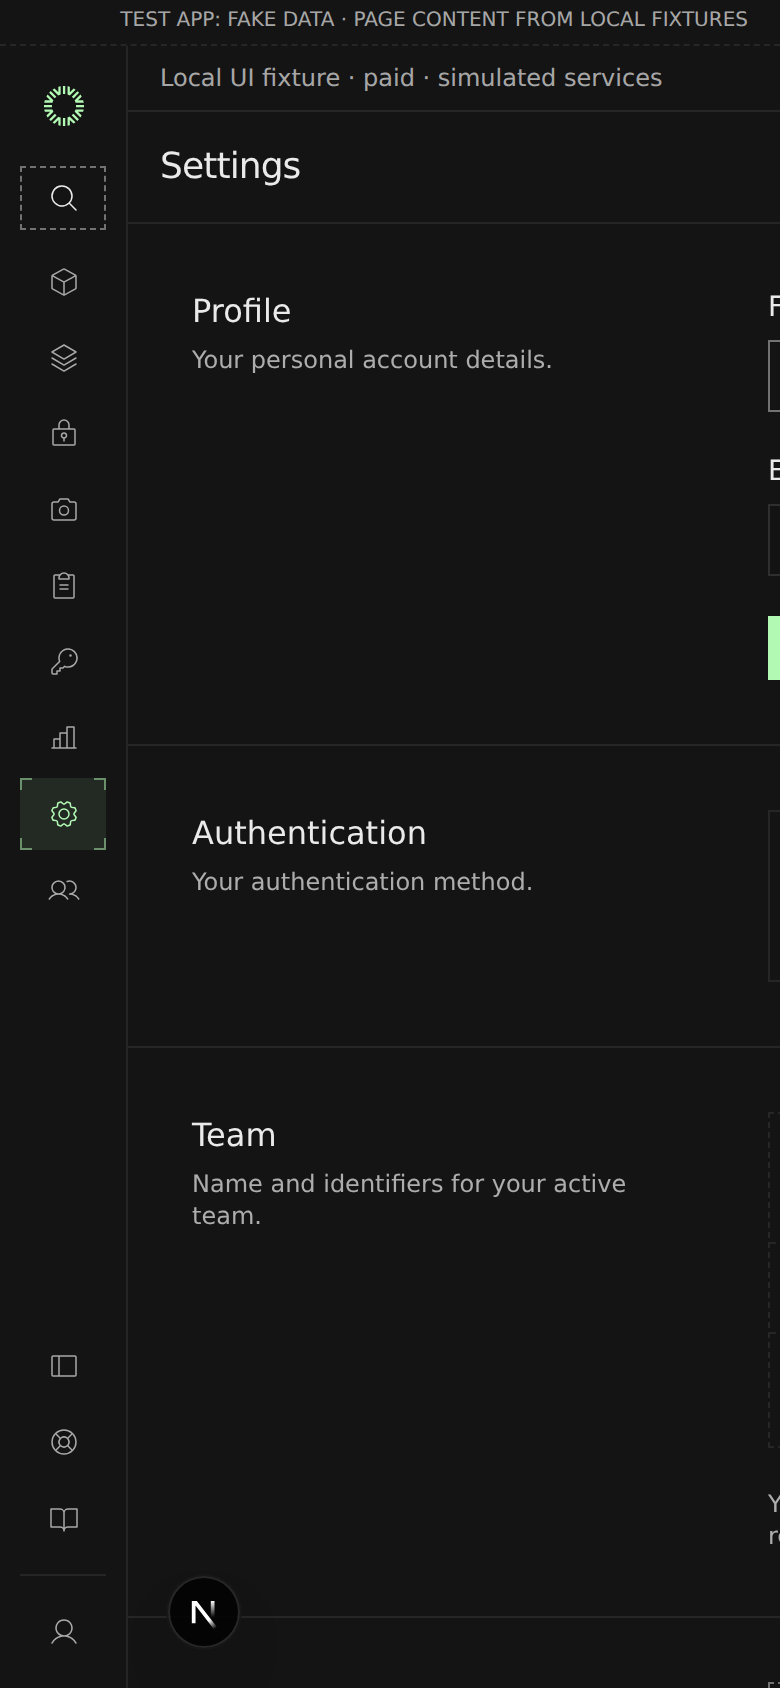 TEST APP: FAKE DATA · PAGE CONTENT FROM LOCAL FIXTURES
Local UI fixture · paid · simulated services
Settings
Profile
Your personal account details.
Authentication
Your authentication method.
Team
Name and identifiers for your active
team.
N